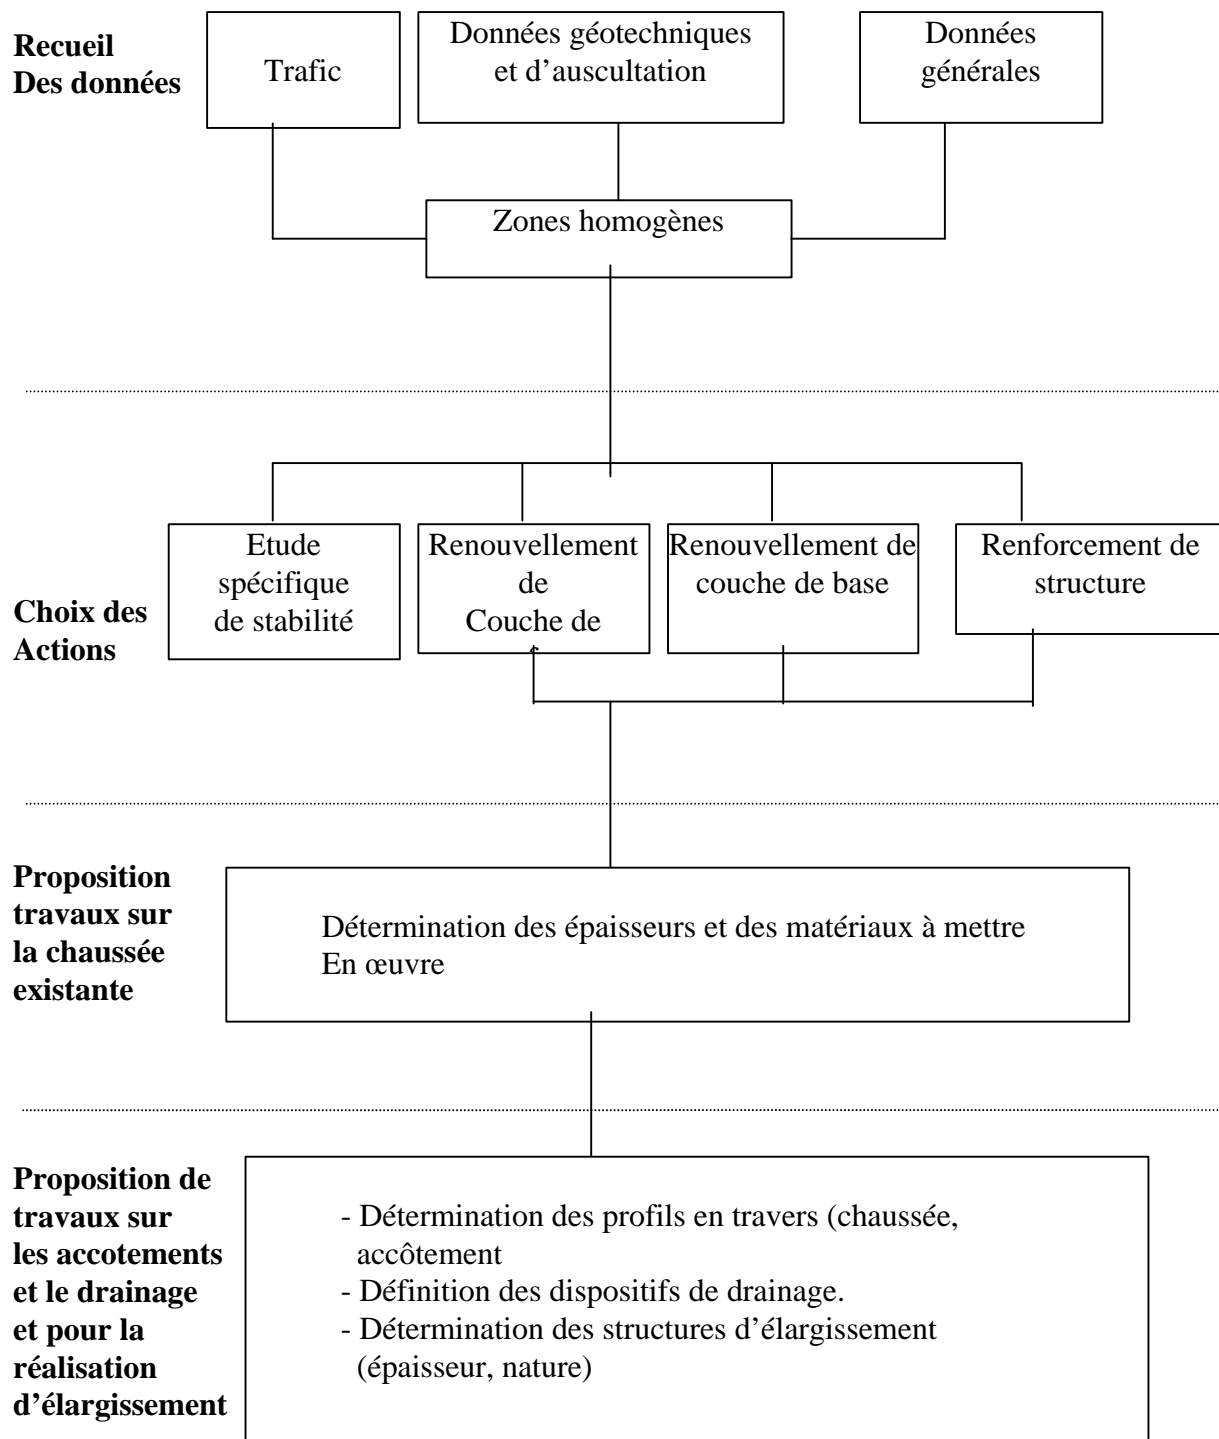 Recueil
Des données
Trafic
Données géotechniques
et d’auscultation
Données
générales
Zones homogènes
Choix des
Actions
Etude
spécifique
de stabilité
Renouvellement
de
Couche de
Renouvellement de
couche de base
Renforcement de
structure
Proposition
travaux sur
la chaussée
existante
Détermination des épaisseurs et des matériaux à mettre
En œuvre
Proposition de
travaux sur
les accotements
et le drainage
et pour la
réalisation
d’élargissement
- Détermination des profils en travers (chaussée,
accôtement
- Définition des dispositifs de drainage.
- Détermination des structures d’élargissement
(épaisseur, nature)